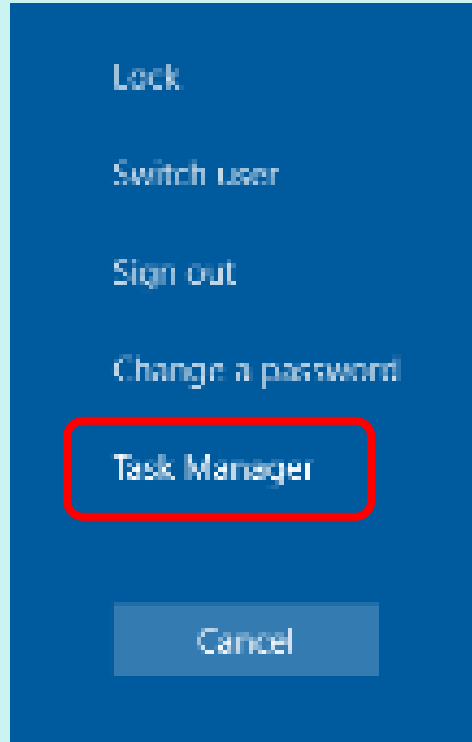 Lock
Switch user
Sign out
Change a password
Task Manager
Cancel